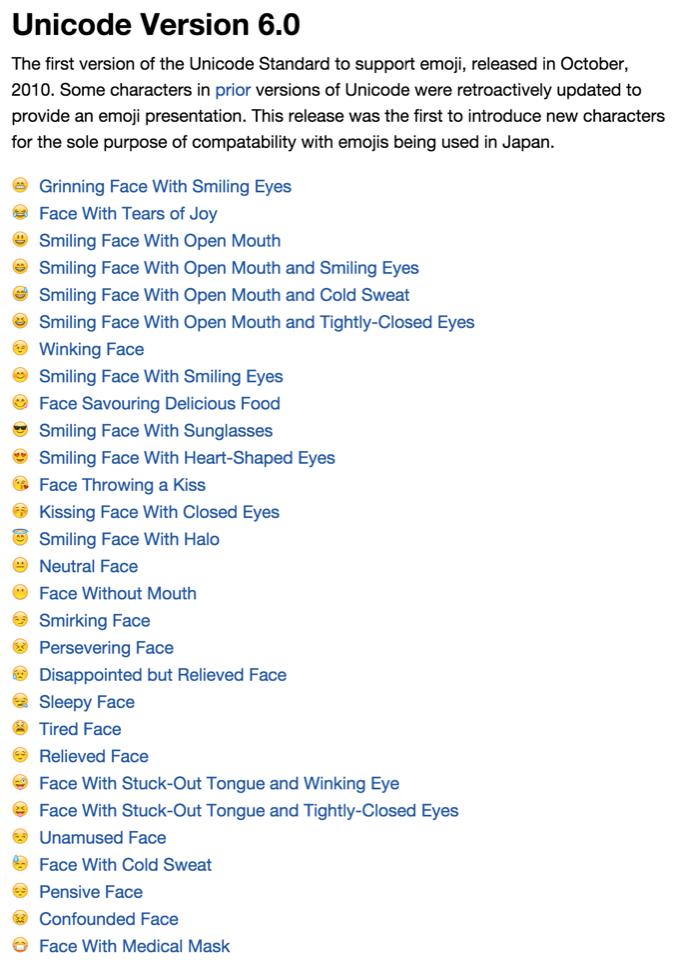 Unicode Version 6.0
The first version of the Unicode Standard to support emoji, released in October,
2010. Some characters in prior versions of Unicode were retroactively updated to
provide an emoji presentation. This release was the first to introduce new characters
for the sole purpose of compatability with emojis being used in Japan.
😁 Grinning Face With Smiling Eyes
😂 Face With Tears of Joy
😃 Smiling Face With Open Mouth
😄 Smiling Face With Open Mouth and Smiling Eyes
😅 Smiling Face With Open Mouth and Cold Sweat
😆 Smiling Face With Open Mouth and Tightly-Closed Eyes
😉 Winking Face
😊 Smiling Face With Smiling Eyes
😋 Face Savouring Delicious Food
😎 Smiling Face With Sunglasses
😍 Smiling Face With Heart-Shaped Eyes
😘 Face Throwing a Kiss
😚 Kissing Face With Closed Eyes
😇 Smiling Face With Halo
😐 Neutral Face
😶 Face Without Mouth
😏 Smirking Face
😣 Persevering Face
😥 Disappointed but Relieved Face
😪 Sleepy Face
😫 Tired Face
😌 Relieved Face
😜 Face With Stuck-Out Tongue and Winking Eye
😝 Face With Stuck-Out Tongue and Tightly-Closed Eyes
😒 Unamused Face
😓 Face With Cold Sweat
😔 Pensive Face
😖 Confounded Face
😷 Face With Medical Mask